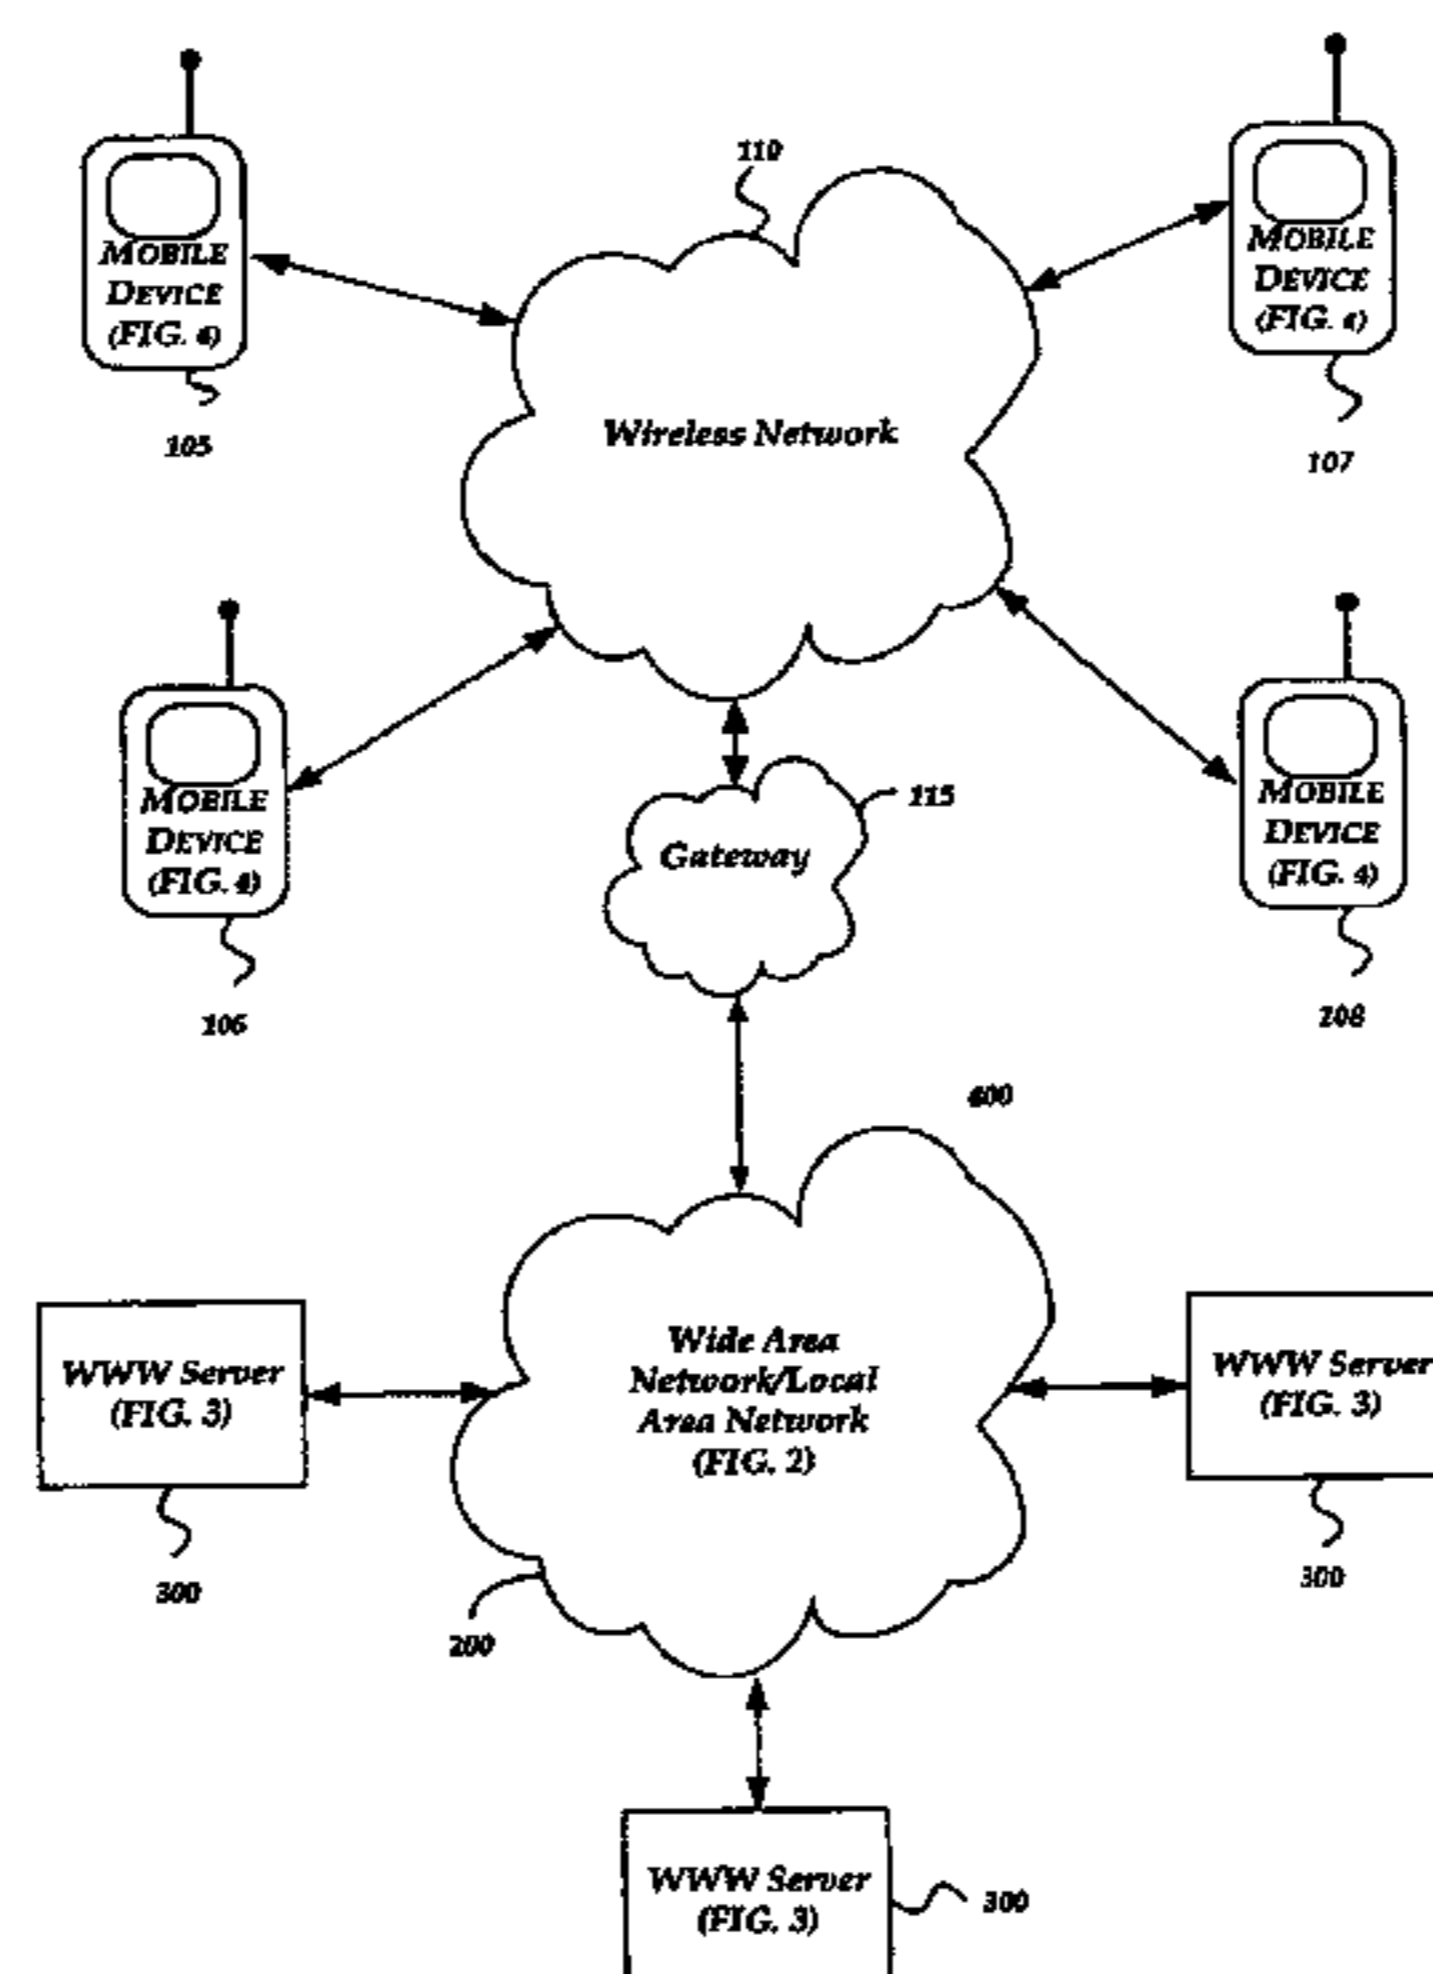 110
MOBILE
DEVICE
(FIG. 4)
105
MOBILE
DEVICE
(FIG. 4)
107
Wireless Network
MOBILE
DEVICE
(FIG. 4)
106
115
Gateway
MOBILE
DEVICE
(FIG. 4)
108
400
WWW Server
(FIG. 3)
300
Wide Area
Network/Local
Area Network
(FIG. 2)
200
WWW Server
(FIG. 3)
300
WWW Server
(FIG. 3)
300